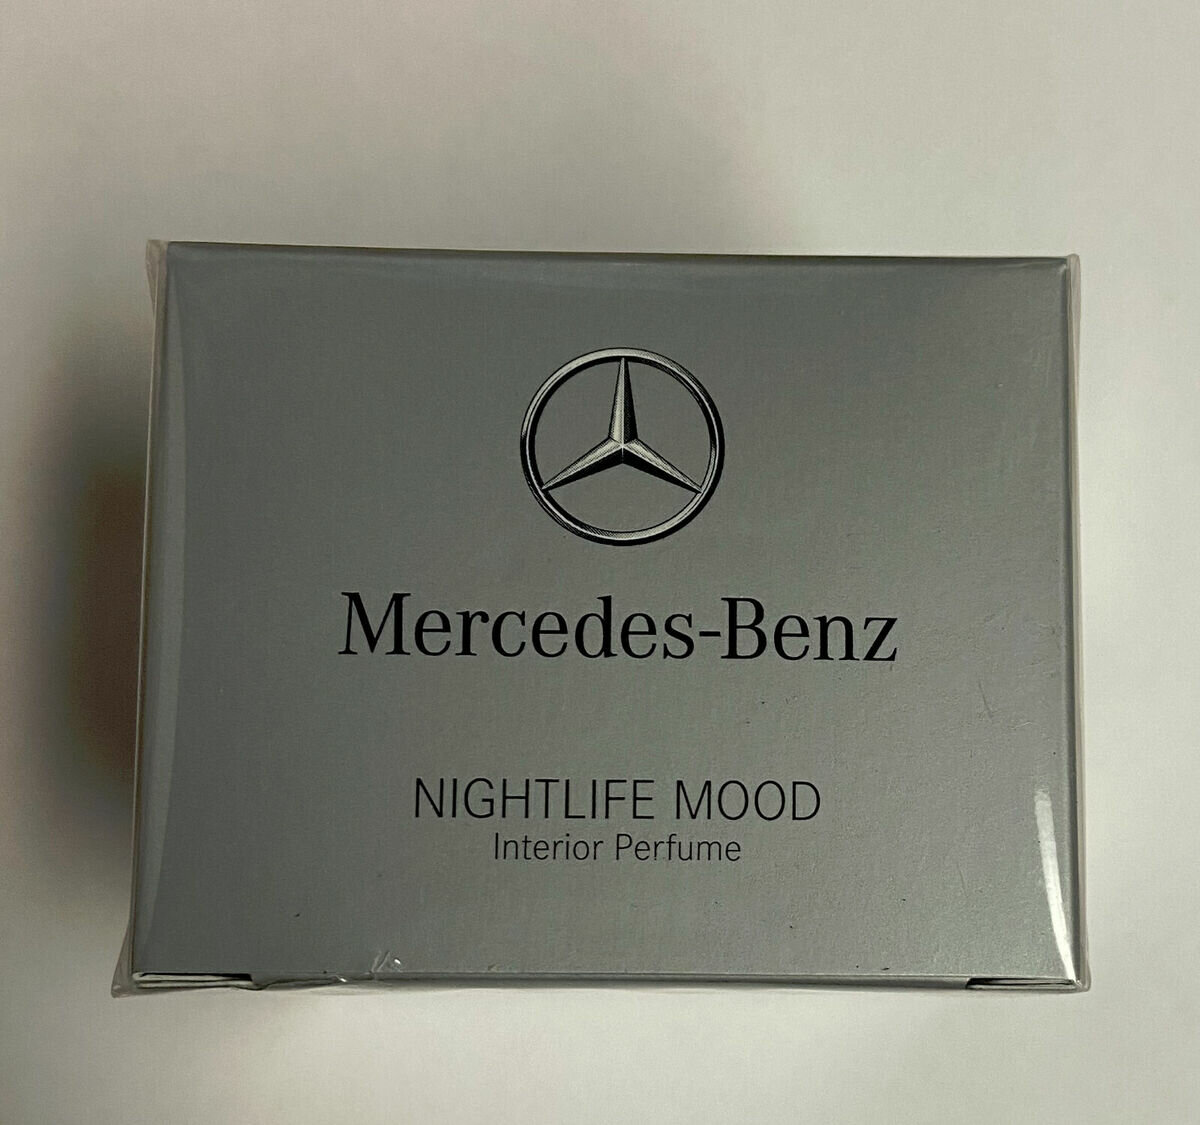 Mercedes-Benz
NIGHTLIFE MOOD
Interior Perfume